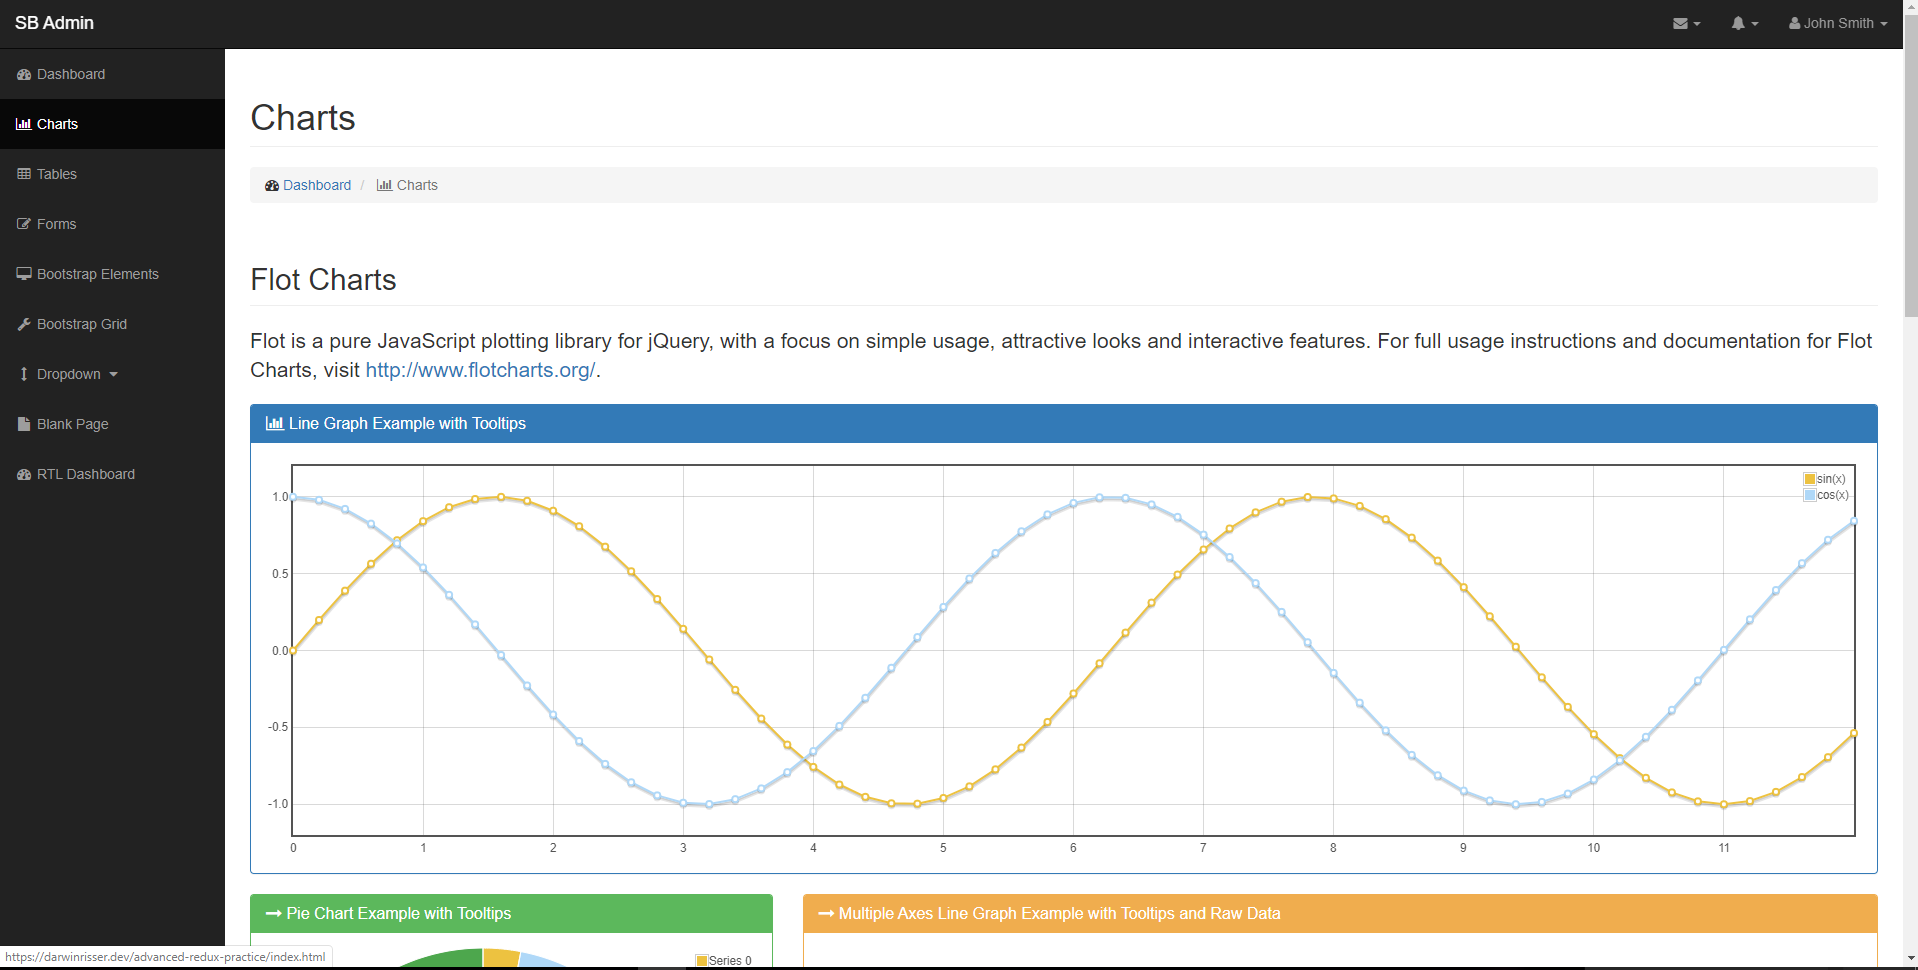 SB Admin
John Smith
Dashboard
Charts
Tables
Forms
Bootstrap Elements
Bootstrap Grid
Dropdown
Blank Page
RTL Dashboard
Charts
Dashboard / Charts
Flot Charts
Flot is a pure JavaScript plotting library for jQuery, with a focus on simple usage, attractive looks and interactive features. For full usage instructions and documentation for Flot
Charts, visit http://www.flotcharts.org/.
Line Graph Example with Tooltips
sin(x)
cos(x)
1.0
0.5
0.0
-0.5
-1.0
0 1 2 3 4 5 6 7 8 9 10 11
Pie Chart Example with Tooltips
Series 0
Multiple Axes Line Graph Example with Tooltips and Raw Data
https://darwinrisser.dev/advanced-redux-practice/index.html